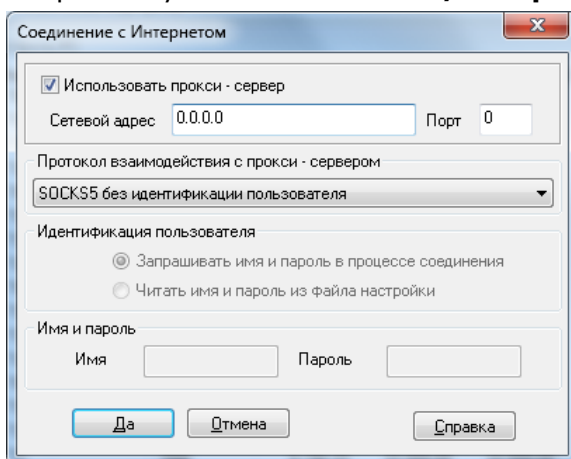 Соединение с Интернетом
Использовать прокси - сервер
Сетевой адрес 0.0.0.0 Порт 0
Протокол взаимодействия с прокси - сервером
SOCKS5 без идентификации пользователя
Идентификация пользователя
Запрашивать имя и пароль в процессе соединения
Читать имя и пароль из файла настройки
Имя и пароль
Имя Пароль
Да Отмена Справка